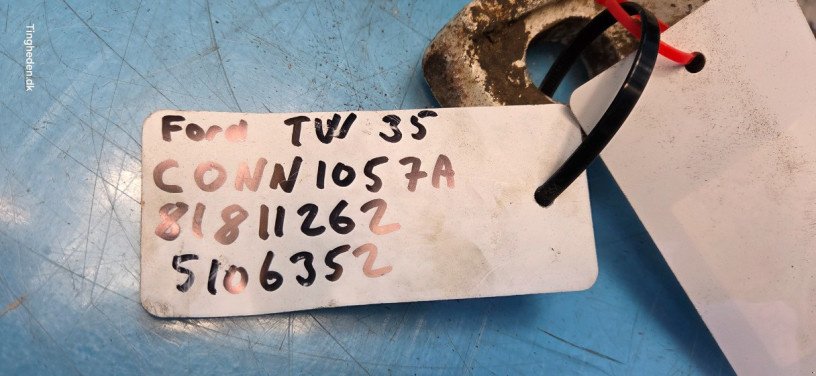 Tingheden.dk
Ford TW 35
CONN1057A
81811262
5106352